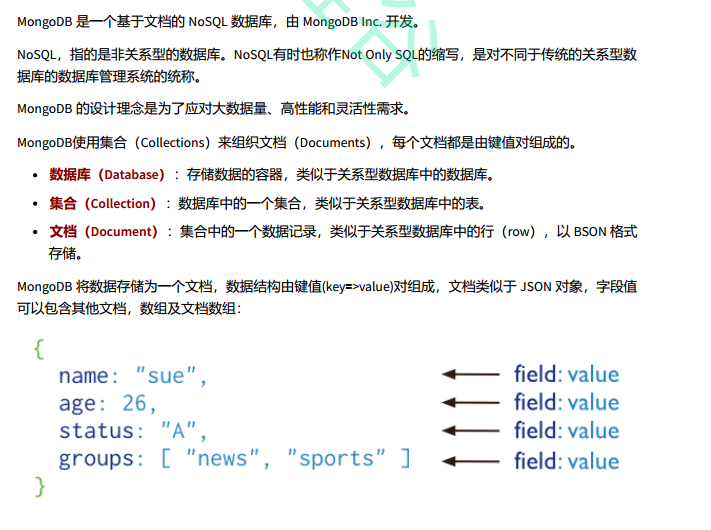 MongoDB 是一个基于文档的 NoSQL 数据库，由 MongoDB Inc. 开发。
NoSQL，指的是非关系型的数据库。NoSQL有时也称作Not Only SQL的缩写，是对不同于传统的关系型数
据库的数据库管理系统的统称。
MongoDB 的设计理念是为了应对大数据量、高性能和灵活性需求。
MongoDB使用集合（Collections）来组织文档（Documents），每个文档都是由键值对组成的。
• 数据库（Database）：存储数据的容器，类似于关系型数据库中的数据库。
• 集合（Collection）：数据库中的一个集合，类似于关系型数据库中的表。
• 文档（Document）：集合中的一个数据记录，类似于关系型数据库中的行（row），以 BSON 格式
存储。
MongoDB 将数据存储为一个文档，数据结构由键值(key=>value)对组成，文档类似于 JSON 对象，字段值
可以包含其他文档，数组及文档数组：
{
name: "sue", field: value
age: 26, field: value
status: "A", field: value
groups: [ "news", "sports" ] field: value
}